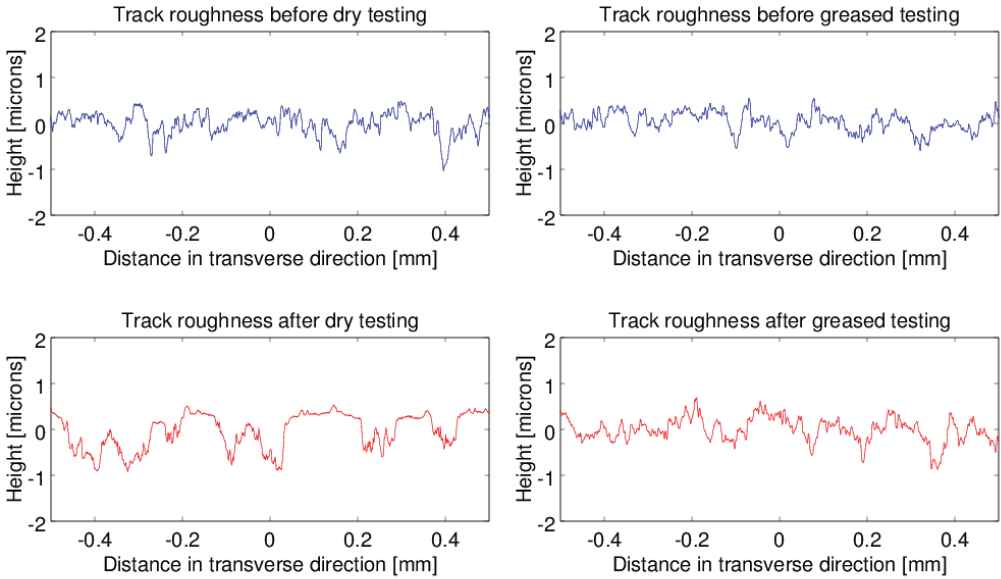 Track roughness before dry testing
2
1
0
-1
-2
Height [microns]
-0.4 -0.2 0 0.2 0.4
Distance in transverse direction [mm]
Track roughness before greased testing
2
1
0
-1
-2
Height [microns]
-0.4 -0.2 0 0.2 0.4
Distance in transverse direction [mm]
Track roughness after dry testing
2
1
0
-1
-2
Height [microns]
-0.4 -0.2 0 0.2 0.4
Distance in transverse direction [mm]
Track roughness after greased testing
2
1
0
-1
-2
Height [microns]
-0.4 -0.2 0 0.2 0.4
Distance in transverse direction [mm]